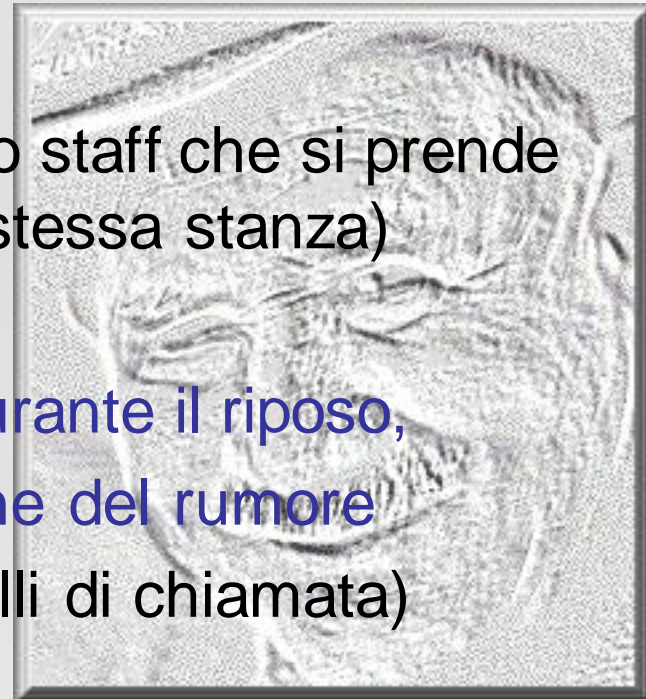 o staff che si prende
stessa stanza)
urante il riposo,
ne del rumore
lli di chiamata)